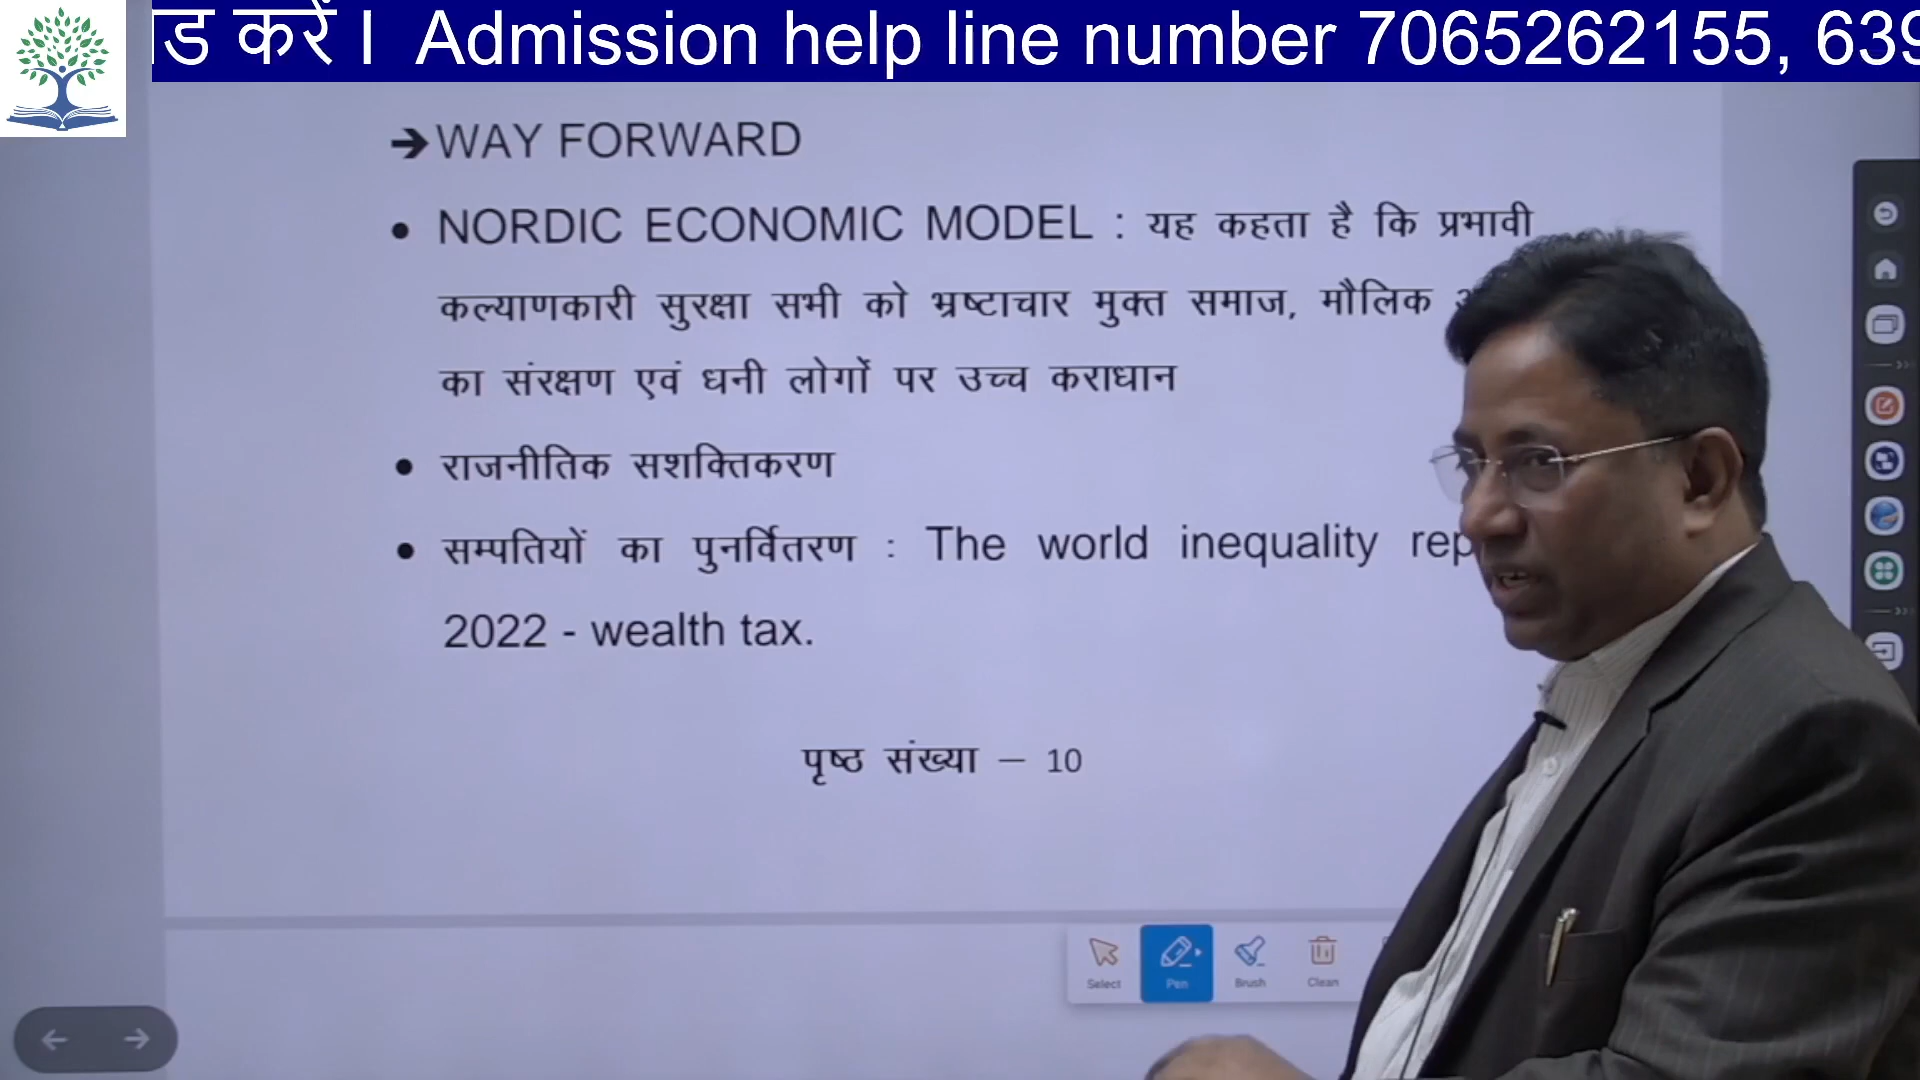 करें । Admission help line number 7065262155, 639
→ WAY FORWARD
• NORDIC ECONOMIC MODEL : यह कहता है कि प्रभावी
कल्याणकारी सुरक्षा सभी को भ्रष्टाचार मुक्त समाज, मौलिक
का संरक्षण एवं धनी लोगों पर उच्च कराधान
• राजनीतिक सशक्तिकरण
• सम्पतियों का पुनर्वितरण : The world inequality
2022 - wealth tax.
पृष्ठ संख्या – 10
Select Pen Brush Clean